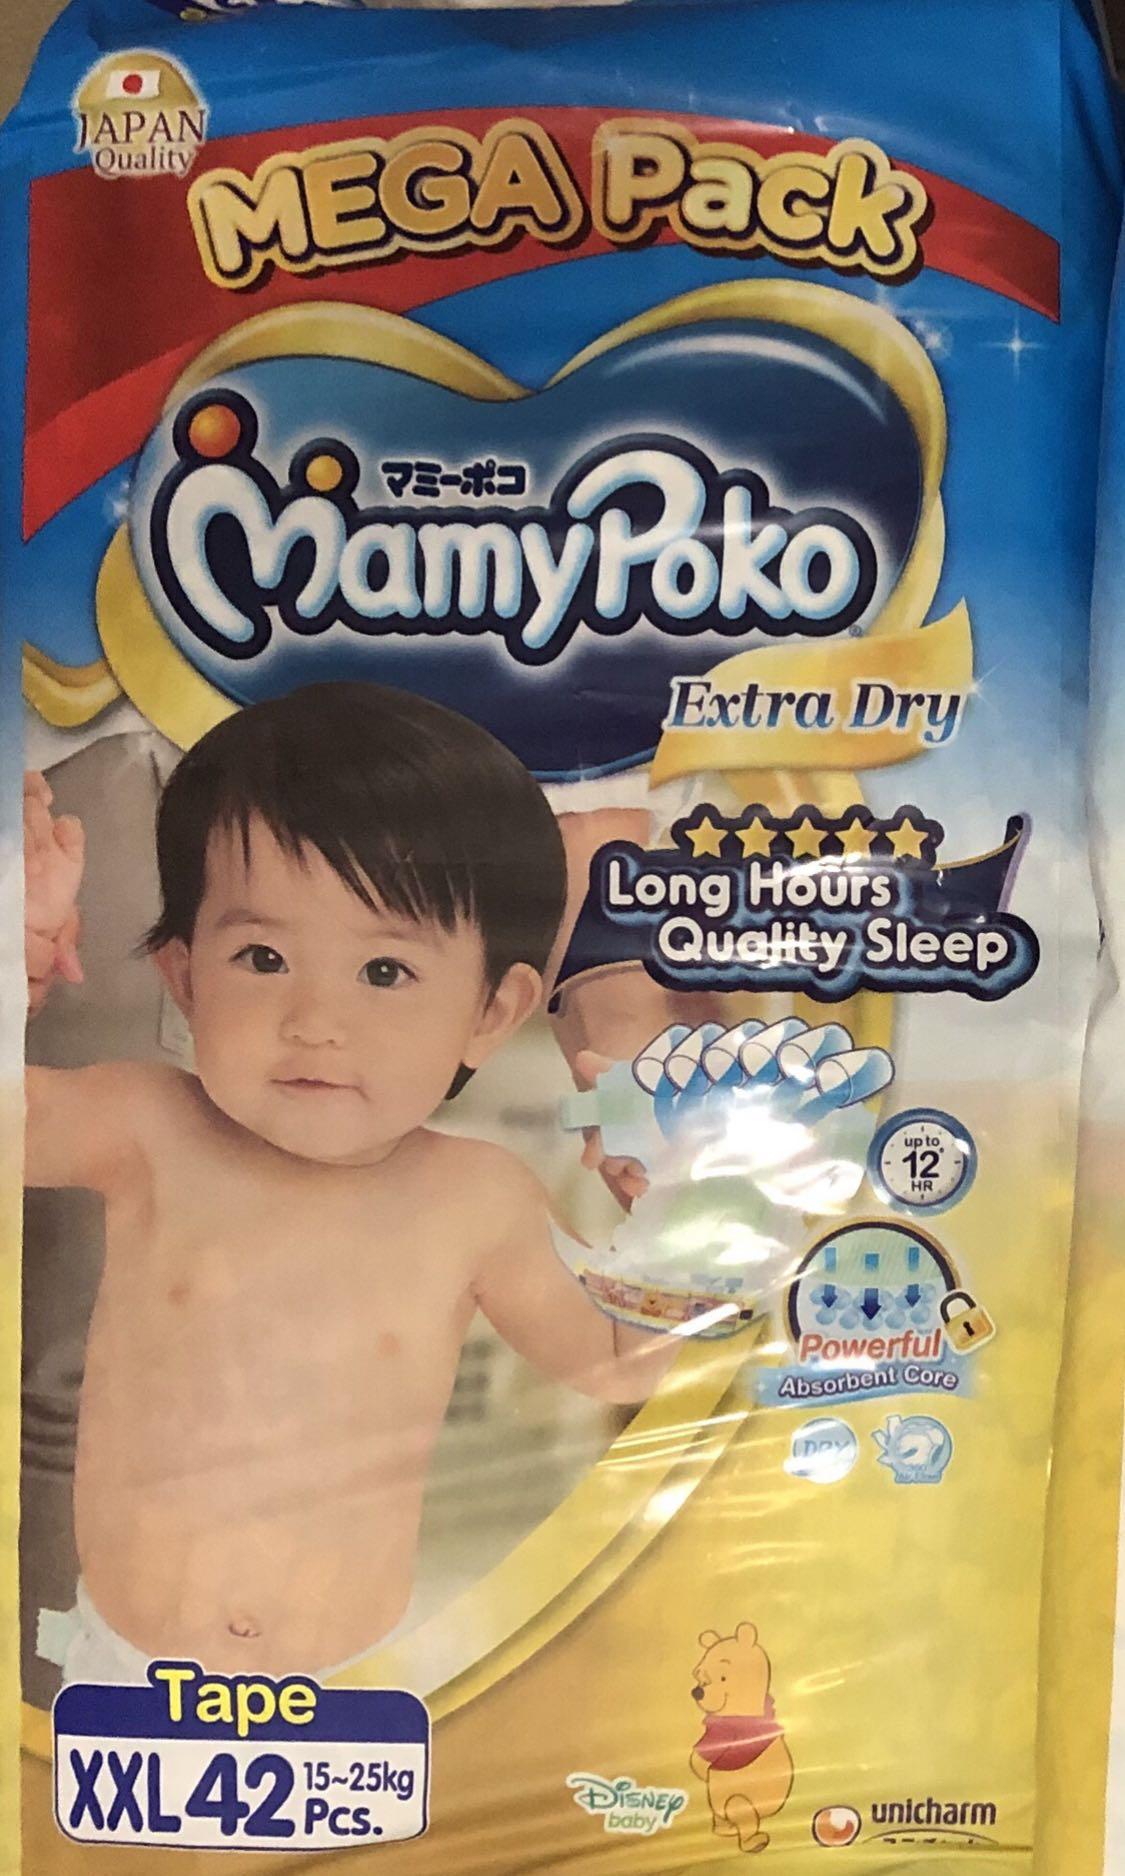 JAPAN
Quality
MEGA Pack
マミーポコ
MamyPoko
Extra Dry
Long Hours
Quality Sleep
up to
12
HR
Powerful
Absorbent Core
DRY
Tape
XXL 42 15~25kg
Pcs.
Disney
baby
unicharm